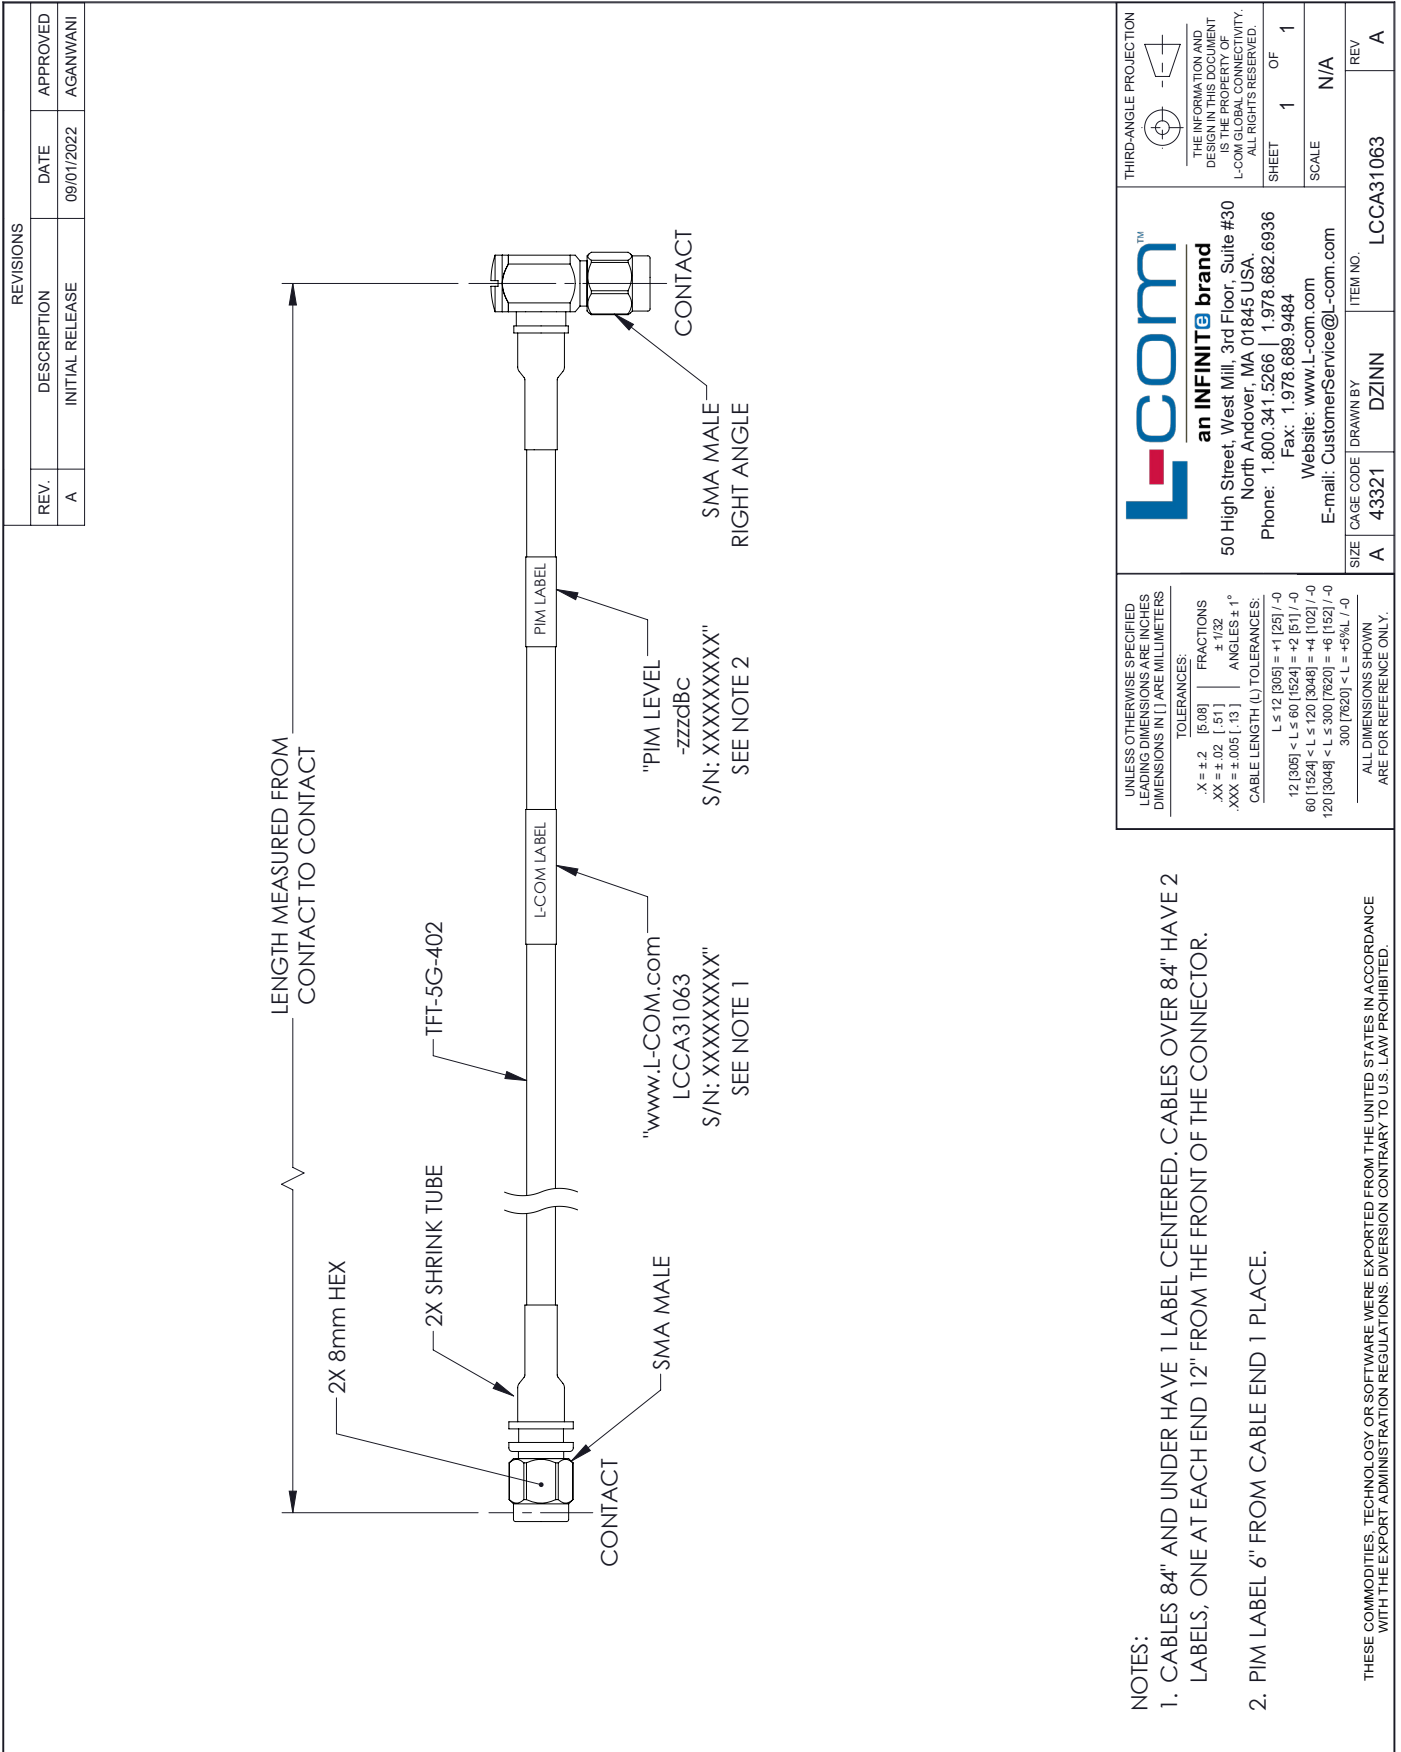 REVISIONS
REV. DESCRIPTION DATE APPROVED
A INITIAL RELEASE 09/01/2022 AGANWANI
LENGTH MEASURED FROM
CONTACT TO CONTACT
2X 8mm HEX
2X SHRINK TUBE
TFT-5G-402
L-COM LABEL
PIM LABEL
CONTACT
SMA MALE
"www.L-COM.com
LCCA31063
S/N: XXXXXXXXX"
SEE NOTE 1
"PIM LEVEL
-zzzdBc
S/N: XXXXXXXXX"
SEE NOTE 2
SMA MALE
RIGHT ANGLE
CONTACT
NOTES:
1. CABLES 84" AND UNDER HAVE 1 LABEL CENTERED. CABLES OVER 84" HAVE 2
LABELS, ONE AT EACH END 12" FROM THE FRONT OF THE CONNECTOR.
2. PIM LABEL 6" FROM CABLE END 1 PLACE.
THESE COMMODITIES, TECHNOLOGY OR SOFTWARE WERE EXPORTED FROM THE UNITED STATES IN ACCORDANCE
WITH THE EXPORT ADMINISTRATION REGULATIONS. DIVERSION CONTRARY TO U.S. LAW PROHIBITED.
UNLESS OTHERWISE SPECIFIED
LEADING DIMENSIONS ARE INCHES
DIMENSIONS IN [ ] ARE MILLIMETERS
TOLERANCES:
.X = ±.2 [5.08] FRACTIONS
.XX = ±.02 [.51] ± 1/32
.XXX = ±.005 [.13] ANGLES ± 1°
CABLE LENGTH (L) TOLERANCES:
L ≤ 12 [305] = +1 [25] / -0
12 [305] < L ≤ 60 [1524] = +2 [51] / -0
60 [1524] < L ≤ 120 [3048] = +4 [102] / -0
120 [3048] < L ≤ 300 [7620] = +6 [152] / -0
300 [7620] < L = +5%L / -0
ALL DIMENSIONS SHOWN
ARE FOR REFERENCE ONLY.
L-com™
an INFINITe brand
50 High Street, West Mill, 3rd Floor, Suite #30
North Andover, MA 01845 USA.
Phone: 1.800.341.5266 | 1.978.682.6936
Fax: 1.978.689.9484
Website: www.L-com.com
E-mail: CustomerService@L-com.com
THIRD-ANGLE PROJECTION
THE INFORMATION AND
DESIGN IN THIS DOCUMENT
IS THE PROPERTY OF
L-COM GLOBAL CONNECTIVITY.
ALL RIGHTS RESERVED.
SHEET 1 OF 1
SCALE N/A
SIZE A
CAGE CODE 43321
DRAWN BY DZINN
ITEM NO. LCCA31063
REV A